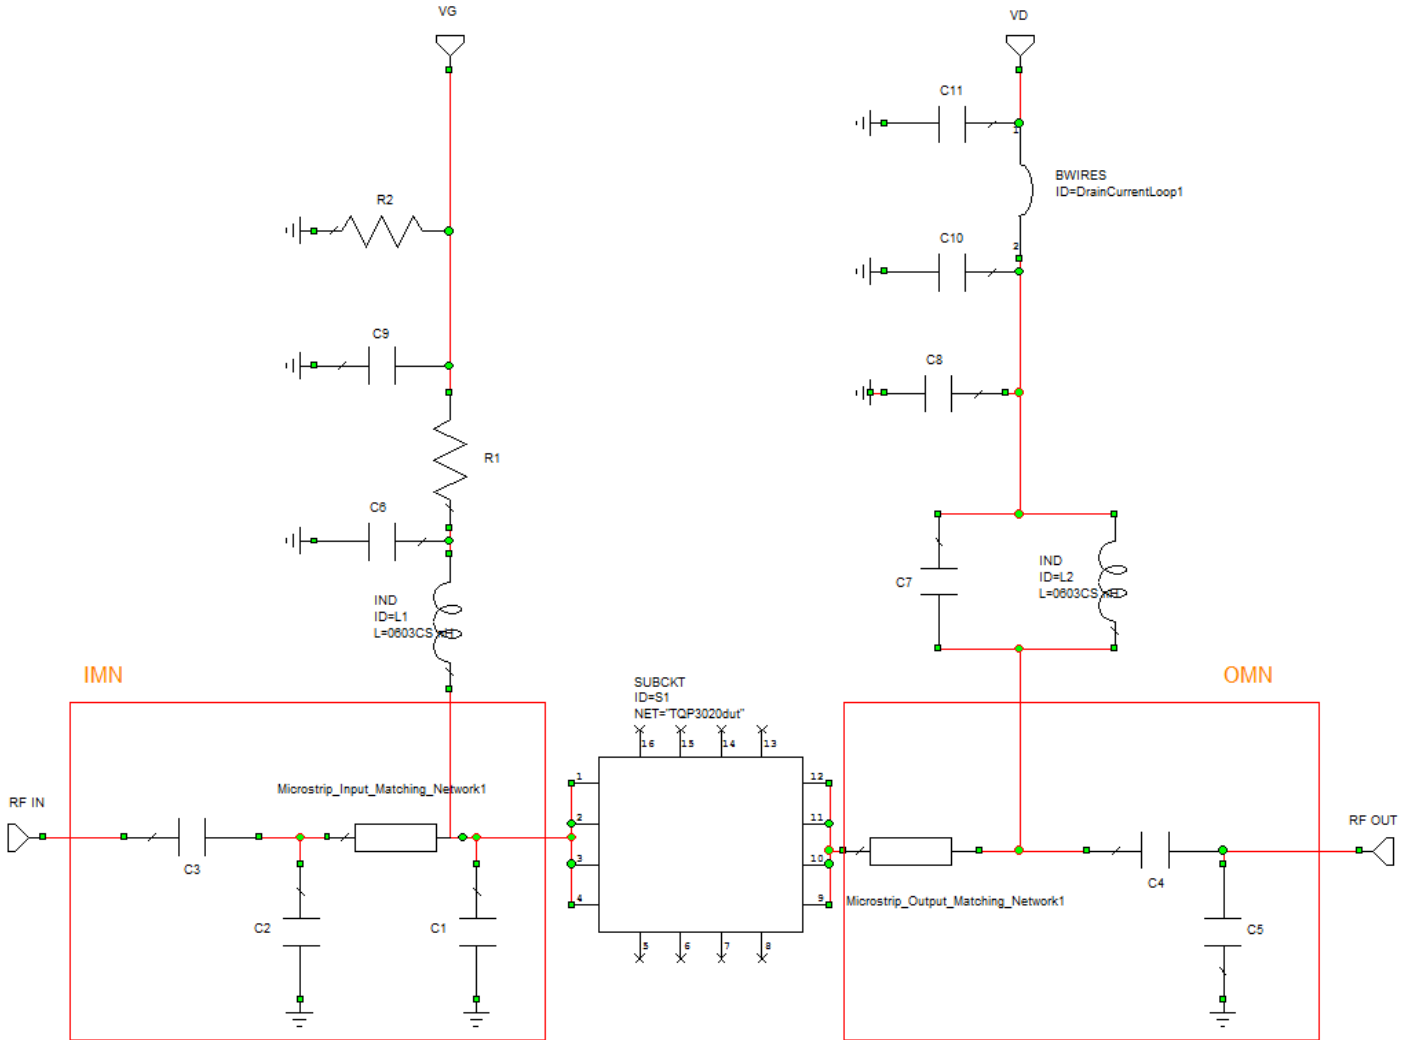 VG
VD
C11
1
BWIRES
ID=DrainCurrentLoop1
R2
C10
2
C9
C8
R1
C6
IND
ID=L1
L=0603CS nH
C7
IND
ID=L2
L=0603CS nH
IMN
OMN
SUBCKT
ID=S1
NET="TQP3020dut"
16 15 14 13
1 12
2 11
3 10
4 9
5 6 7 8
Microstrip_Input_Matching_Network1
RF IN
RF OUT
C3
C4
Microstrip_Output_Matching_Network1
C2
C1
C5